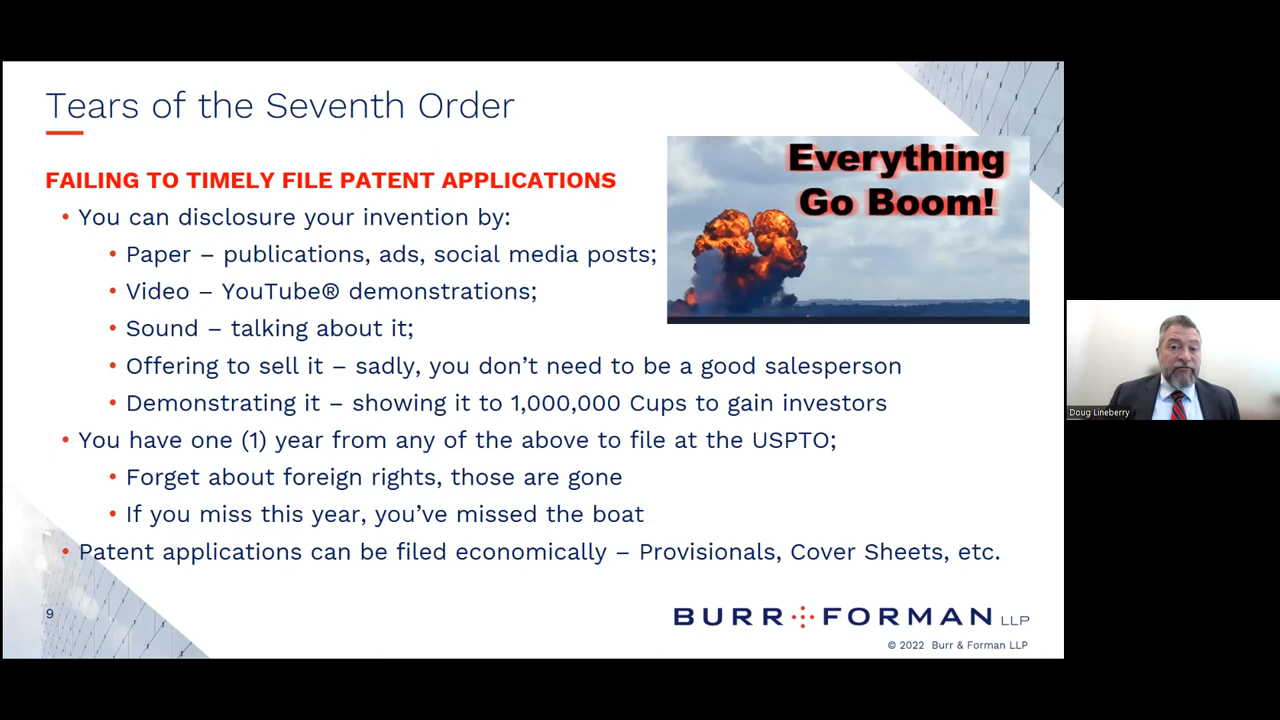 Tears of the Seventh Order
Everything
Go Boom!
FAILING TO TIMELY FILE PATENT APPLICATIONS
• You can disclosure your invention by:
• Paper – publications, ads, social media posts;
• Video – YouTube® demonstrations;
• Sound – talking about it;
• Offering to sell it – sadly, you don’t need to be a good salesperson
• Demonstrating it – showing it to 1,000,000 Cups to gain investors
• You have one (1) year from any of the above to file at the USPTO;
• Forget about foreign rights, those are gone
• If you miss this year, you’ve missed the boat
• Patent applications can be filed economically – Provisionals, Cover Sheets, etc.
9
BURR FORMAN LLP
© 2022 Burr & Forman LLP
Doug Lineberry